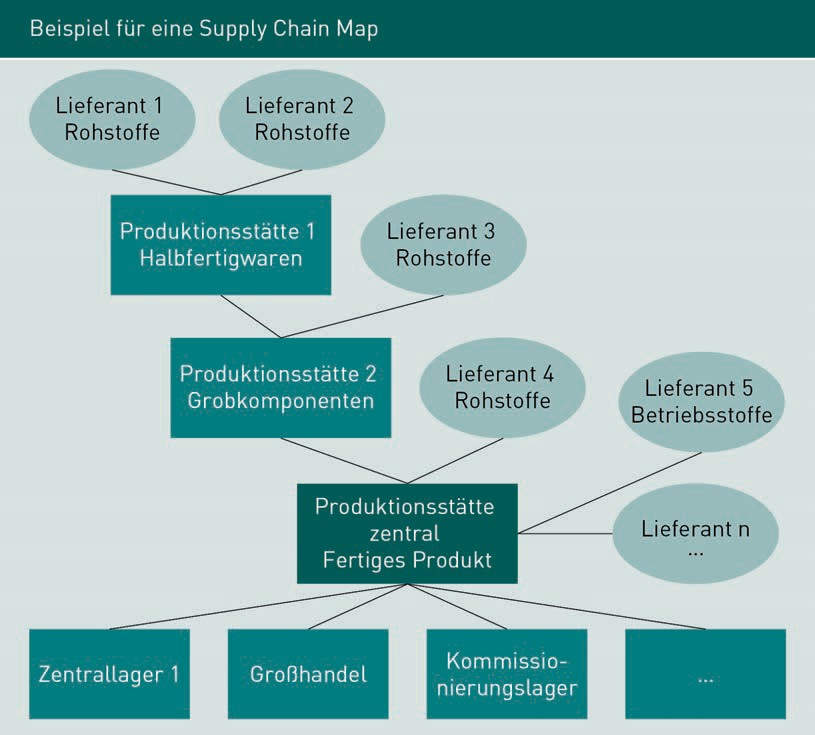 Beispiel für eine Supply Chain Map
Lieferant 1
Rohstoffe
Lieferant 2
Rohstoffe
Produktionsstätte 1
Halbfertigwaren
Lieferant 3
Rohstoffe
Produktionsstätte 2
Grobkomponenten
Lieferant 4
Rohstoffe
Lieferant 5
Betriebsstoffe
Produktionsstätte
zentral
Fertiges Produkt
Lieferant n
...
Zentrallager 1
Großhandel
Kommissio-
nierungslager
...